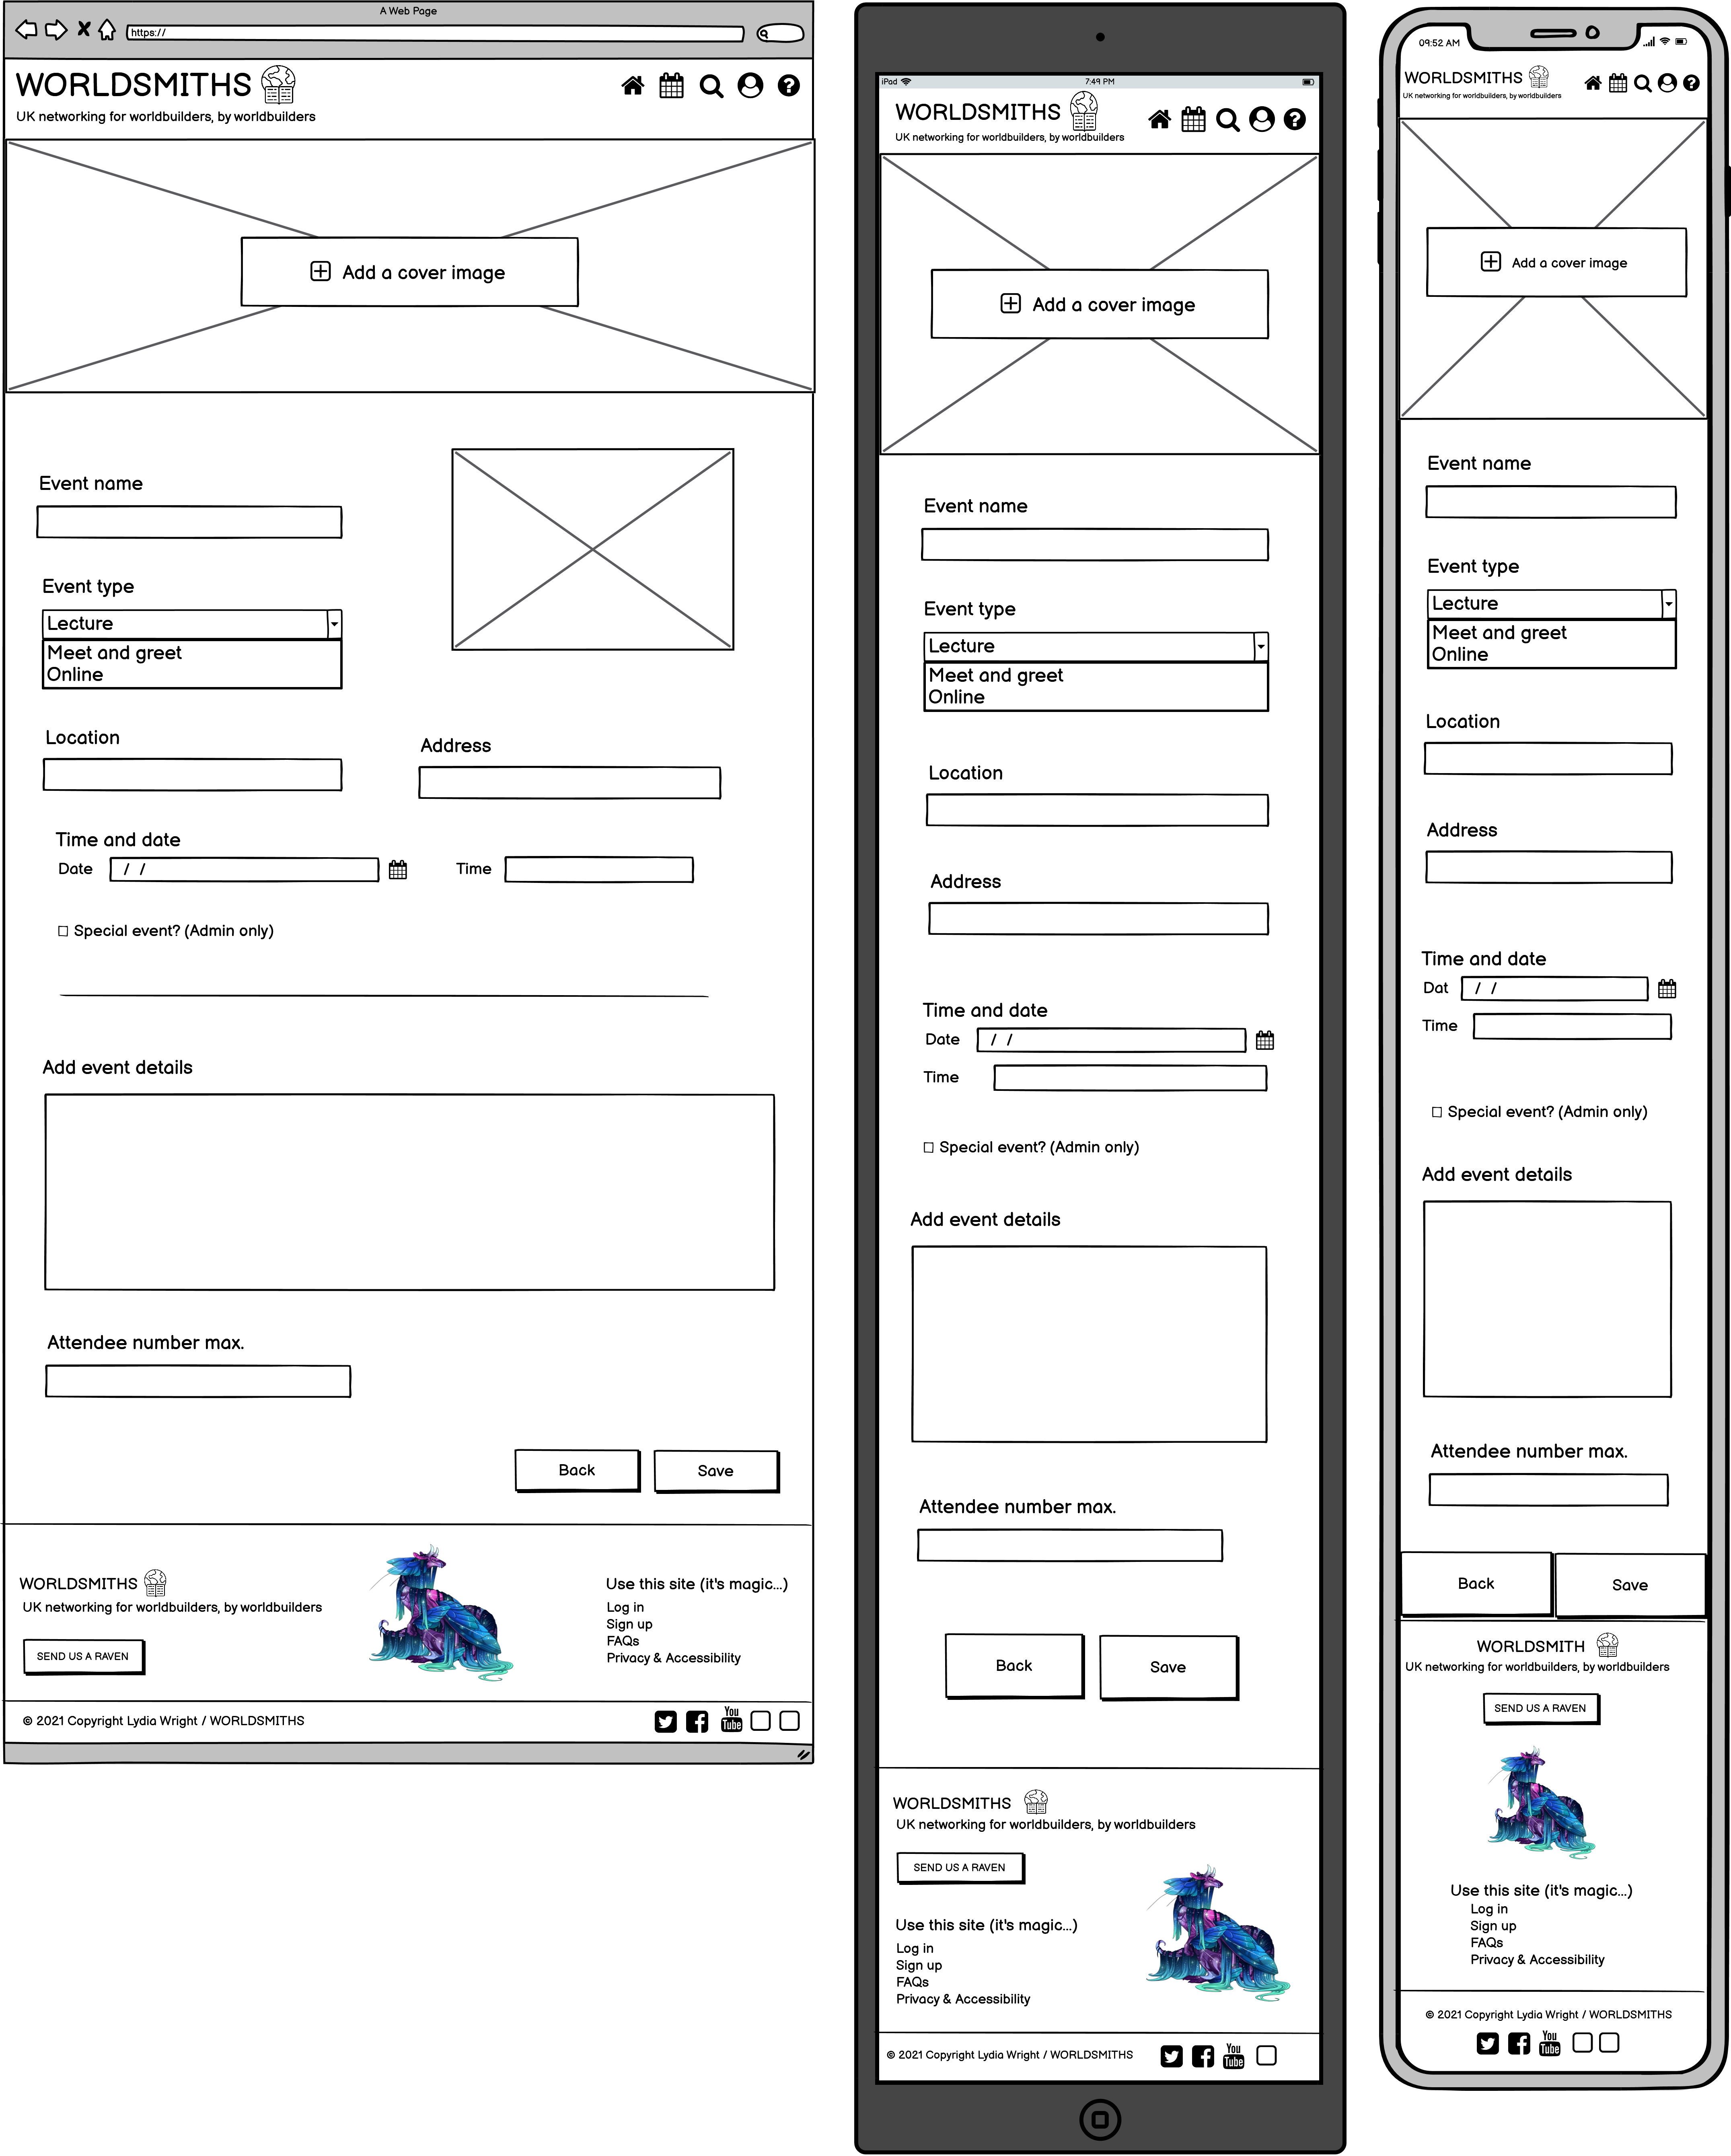 A Web Page
https://
WORLDSMITHS
UK networking for worldbuilders, by worldbuilders
Add a cover image
Event name
Event type
Lecture
Meet and greet
Online
Location
Address
Time and date
Date / /
Time
Special event? (Admin only)
Add event details
Attendee number max.
Back
Save
WORLDSMITHS
UK networking for worldbuilders, by worldbuilders
SEND US A RAVEN
Use this site (it's magic...)
Log in
Sign up
FAQs
Privacy & Accessibility
© 2021 Copyright Lydia Wright / WORLDSMITHS
You
Tube
iPad
7:49 PM
WORLDSMITHS
UK networking for worldbuilders, by worldbuilders
Add a cover image
Event name
Event type
Lecture
Meet and greet
Online
Location
Address
Time and date
Date / /
Time
Special event? (Admin only)
Add event details
Attendee number max.
Back
Save
WORLDSMITHS
UK networking for worldbuilders, by worldbuilders
SEND US A RAVEN
Use this site (it's magic...)
Log in
Sign up
FAQs
Privacy & Accessibility
© 2021 Copyright Lydia Wright / WORLDSMITHS
You
Tube
09:52 AM
WORLDSMITHS
UK networking for worldbuilders, by worldbuilders
Add a cover image
Event name
Event type
Lecture
Meet and greet
Online
Location
Address
Time and date
Dat / /
Time
Special event? (Admin only)
Add event details
Attendee number max.
Back
Save
WORLDSMITH
UK networking for worldbuilders, by worldbuilders
SEND US A RAVEN
Use this site (it's magic...)
Log in
Sign up
FAQs
Privacy & Accessibility
© 2021 Copyright Lydia Wright / WORLDSMITHS
You
Tube